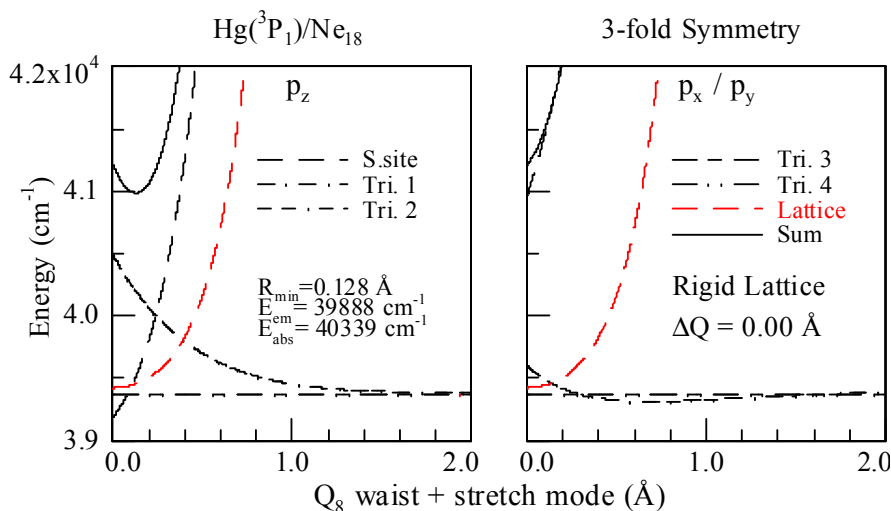 Hg(³P₁)/Ne₁₈
3-fold Symmetry
4.2x10⁴
4.1
4.0
3.9
Energy (cm⁻¹)
p_z
S.site
Tri. 1
Tri. 2
R_min=0.128 Å
E_em= 39888 cm⁻¹
E_abs= 40339 cm⁻¹
0.0
1.0
2.0
p_x / p_y
Tri. 3
Tri. 4
Lattice
Sum
Rigid Lattice
ΔQ = 0.00 Å
0.0
1.0
2.0
Q₈ waist + stretch mode (Å)